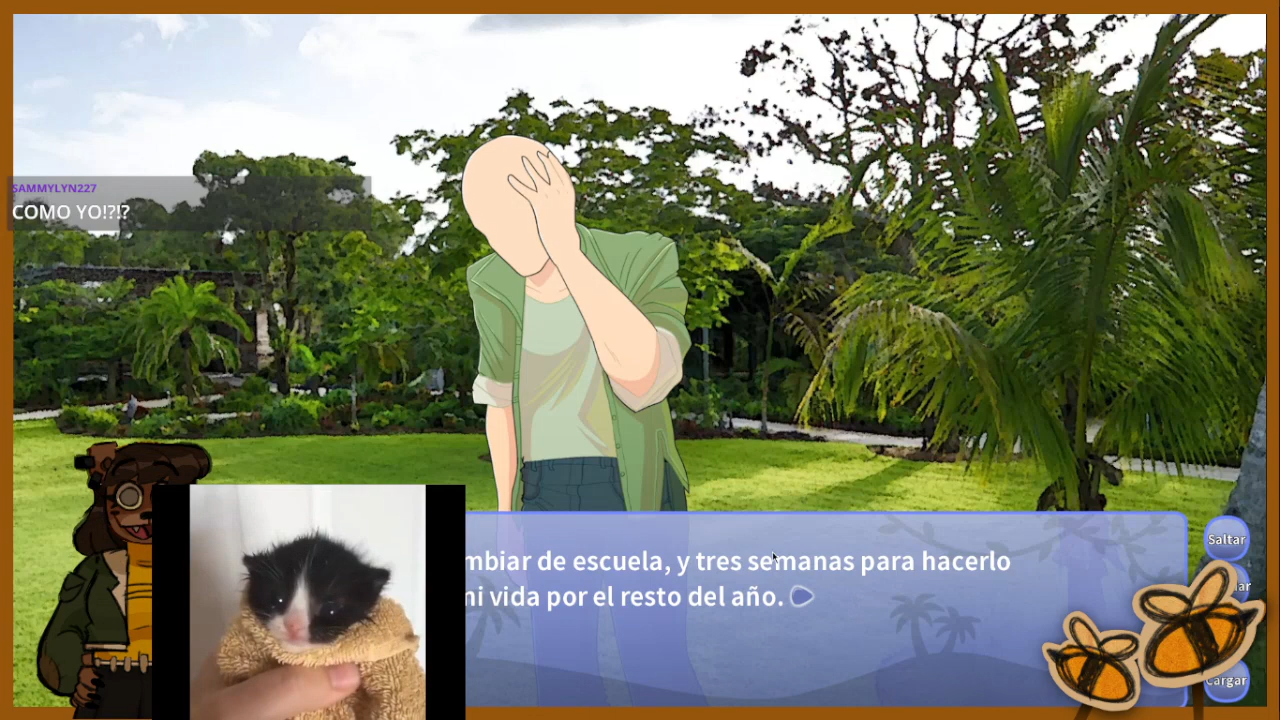 SAMMYLYN227
COMO YO!?!?
Saltar
mbiar de escuela, y tres semanas para hacerlo
ni vida por el resto del año.
Cargar